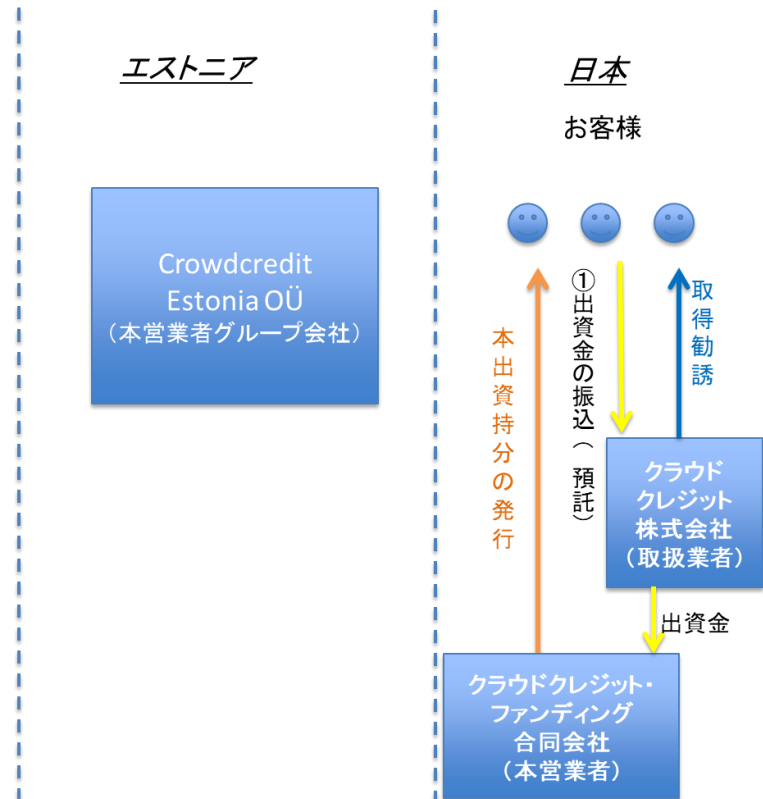 エストニア
日本
お客様
Crowdcredit
Estonia OÜ
（本営業者グループ会社）
本出資持分の発行
①出資金の振込（預託）
取得勧誘
クラウド
クレジット
株式会社
（取扱業者）
出資金
クラウドクレジット・
ファンディング
合同会社
（本営業者）